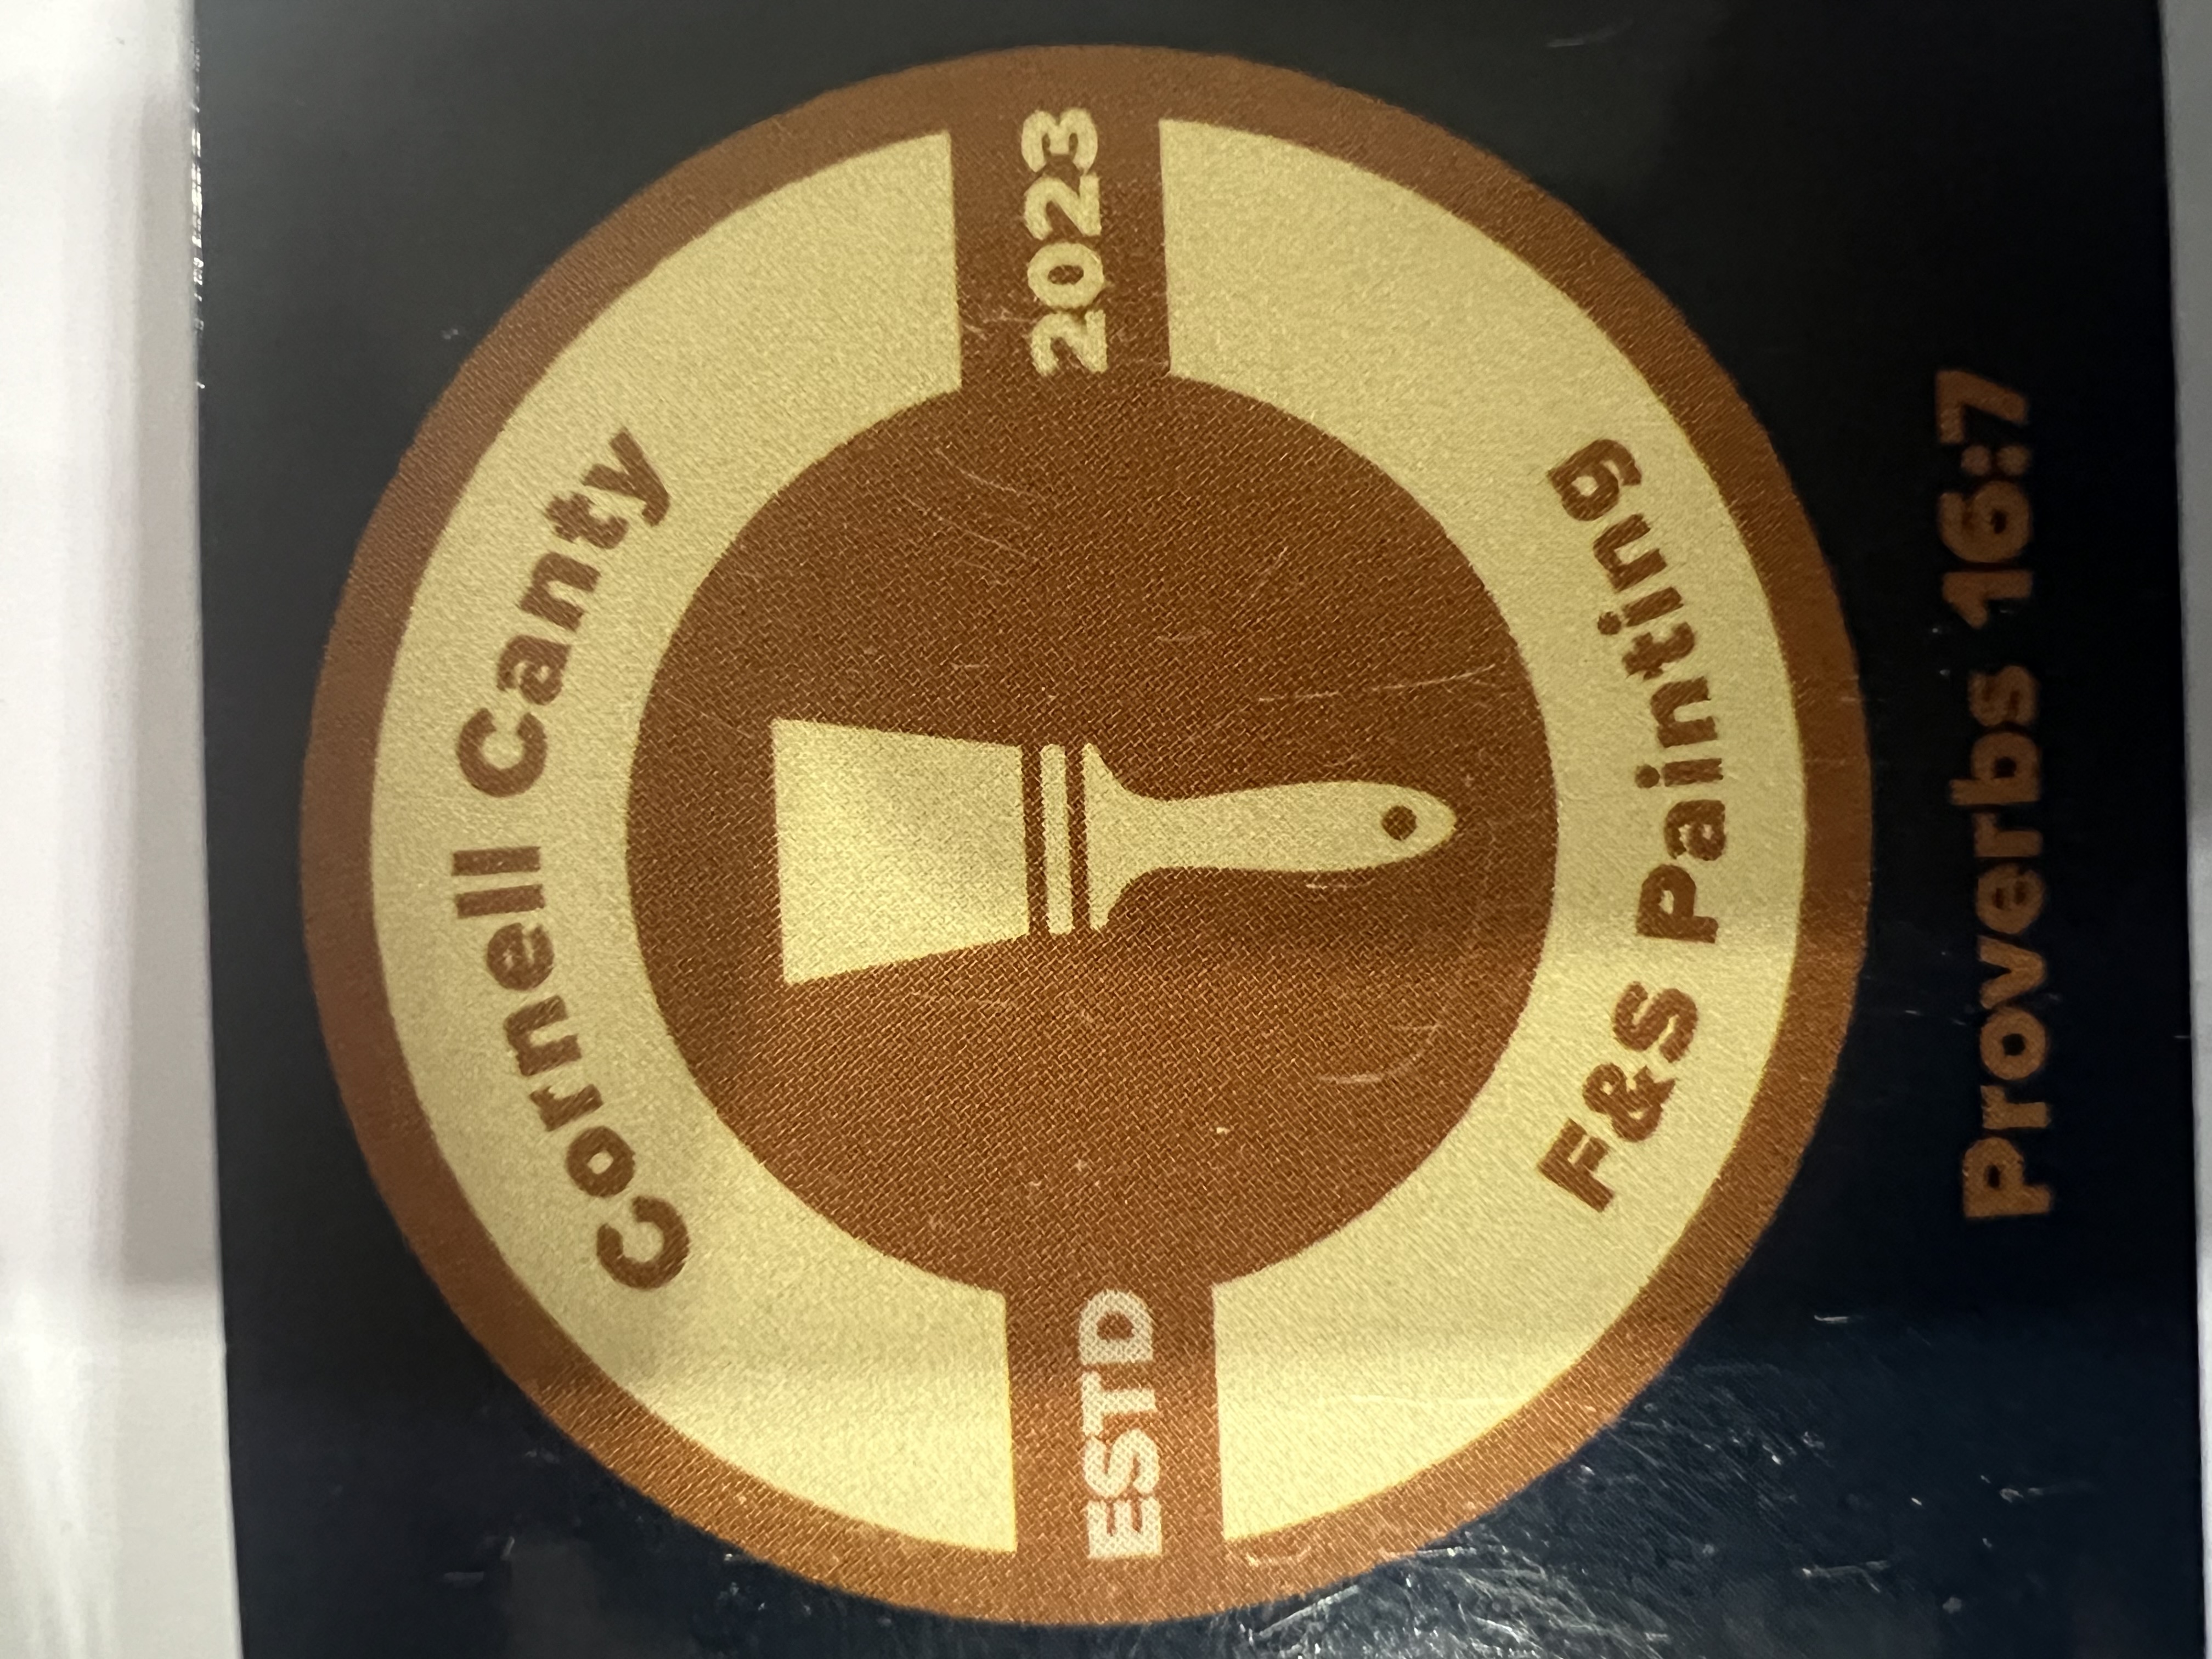 Cornell Canty
ESTD 2023
F&S Painting
Proverbs 16:7